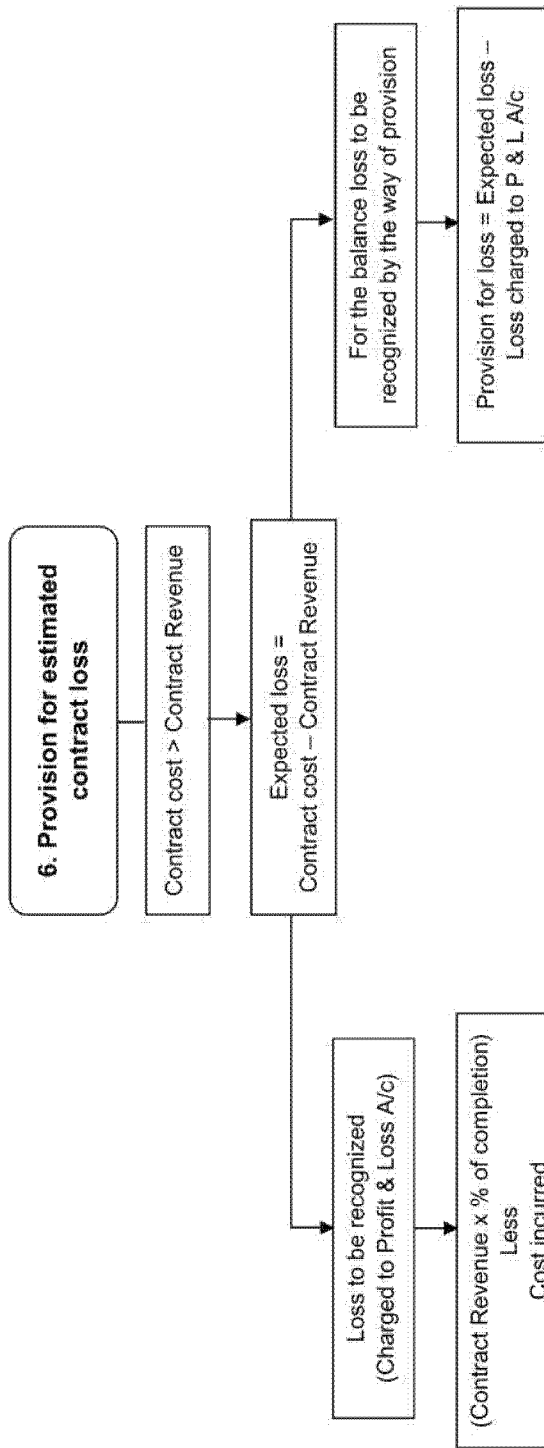 6. Provision for estimated
contract loss
Contract cost > Contract Revenue
Expected loss =
Contract cost – Contract Revenue
Loss to be recognized
(Charged to Profit & Loss A/c)
(Contract Revenue x % of completion)
Less
Cost incurred
For the balance loss to be
recognized by the way of provision
Provision for loss = Expected loss –
Loss charged to P & L A/c